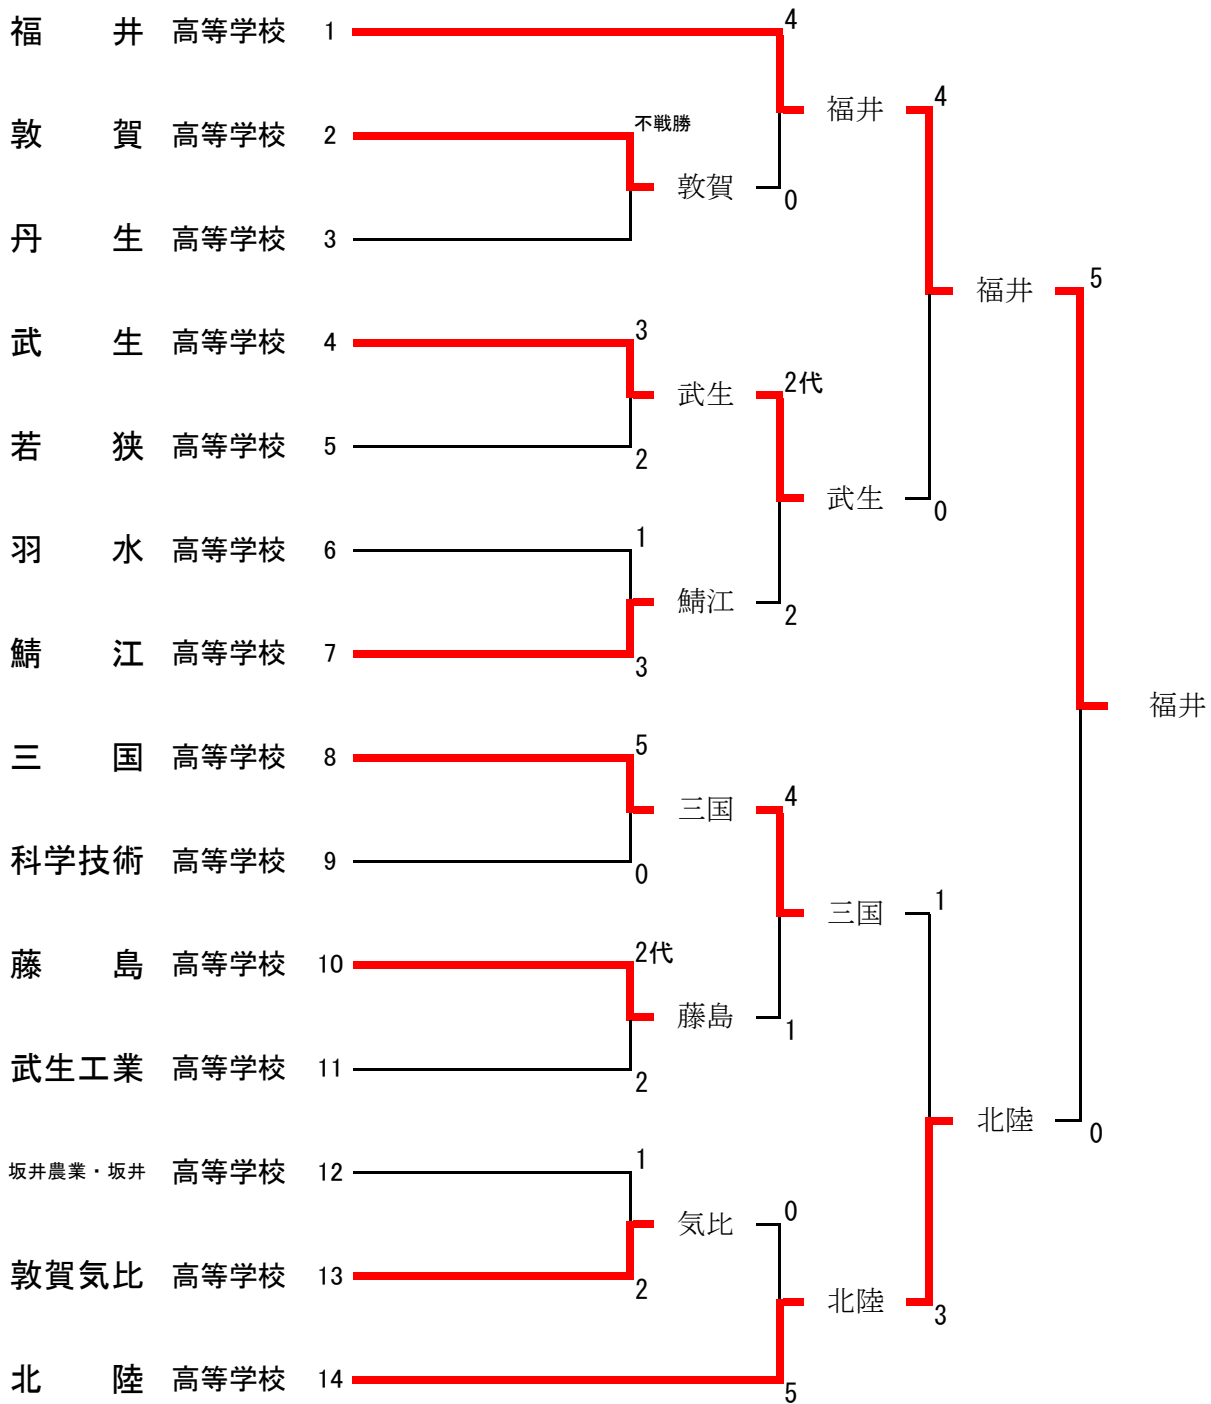 4
福井 高等学校 1
4
福井
不戦勝
敦賀 高等学校 2
敦賀
0
丹生 高等学校 3
5
福井
3
武生 高等学校 4
2代
武生
若狭 高等学校 5
2
武生
0
1
羽水 高等学校 6
鯖江
2
鯖江 高等学校 7
3
福井
5
三国 高等学校 8
4
三国
科学技術 高等学校 9
0
1
三国
2代
藤島 高等学校 10
藤島
1
武生工業 高等学校 11
2
北陸
0
1
坂井農業・坂井 高等学校 12
0
気比
敦賀気比 高等学校 13
2
北陸
3
北陸 高等学校 14
5